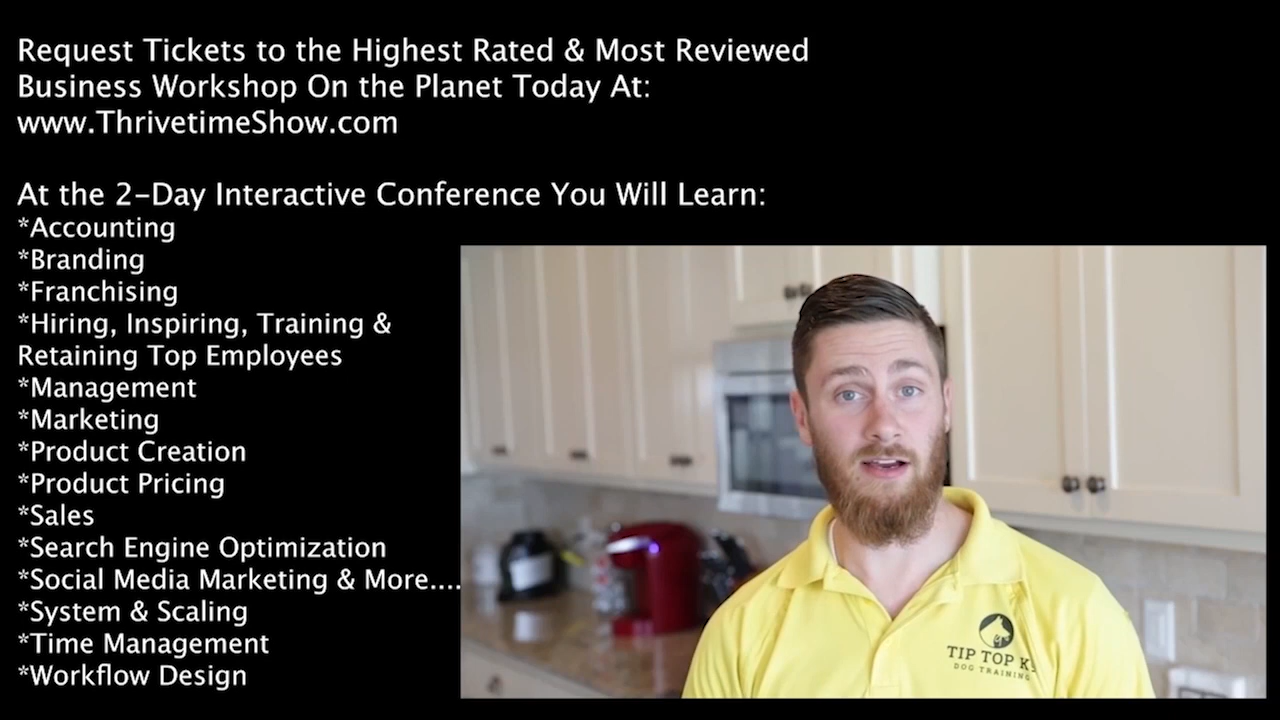 Request Tickets to the Highest Rated & Most Reviewed
Business Workshop On the Planet Today At:
www.ThrivetimeShow.com
At the 2-Day Interactive Conference You Will Learn:
*Accounting
*Branding
*Franchising
*Hiring, Inspiring, Training &
Retaining Top Employees
*Management
*Marketing
*Product Creation
*Product Pricing
*Sales
*Search Engine Optimization
*Social Media Marketing & More....
*System & Scaling
*Time Management
*Workflow Design
TIP TOP K
DOG TRAINING